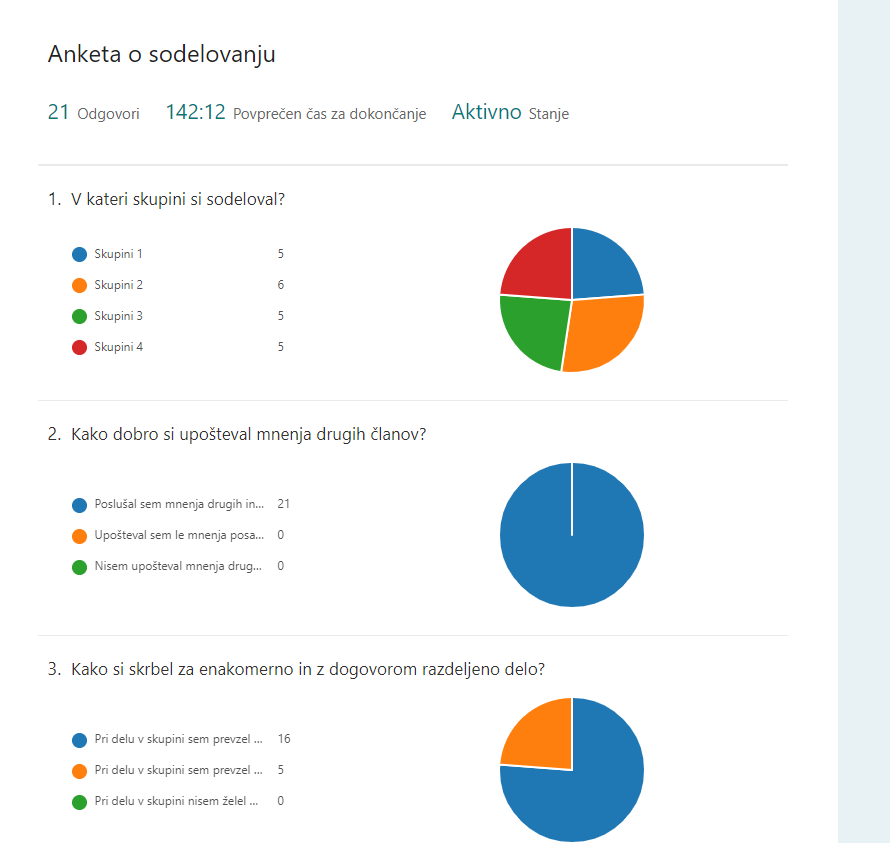 Anketa o sodelovanju
21 Odgovori 142:12 Povprečen čas za dokončanje Aktivno Stanje
1. V kateri skupini si sodeloval?
Skupini 1 5
Skupini 2 6
Skupini 3 5
Skupini 4 5
2. Kako dobro si upošteval mnenja drugih članov?
Poslušal sem mnenja drugih in... 21
Upošteval sem le mnenja posa... 0
Nisem upošteval mnenja drug... 0
3. Kako si skrbel za enakomerno in z dogovorom razdeljeno delo?
Pri delu v skupini sem prevzel ... 16
Pri delu v skupini sem prevzel ... 5
Pri delu v skupini nisem želel ... 0